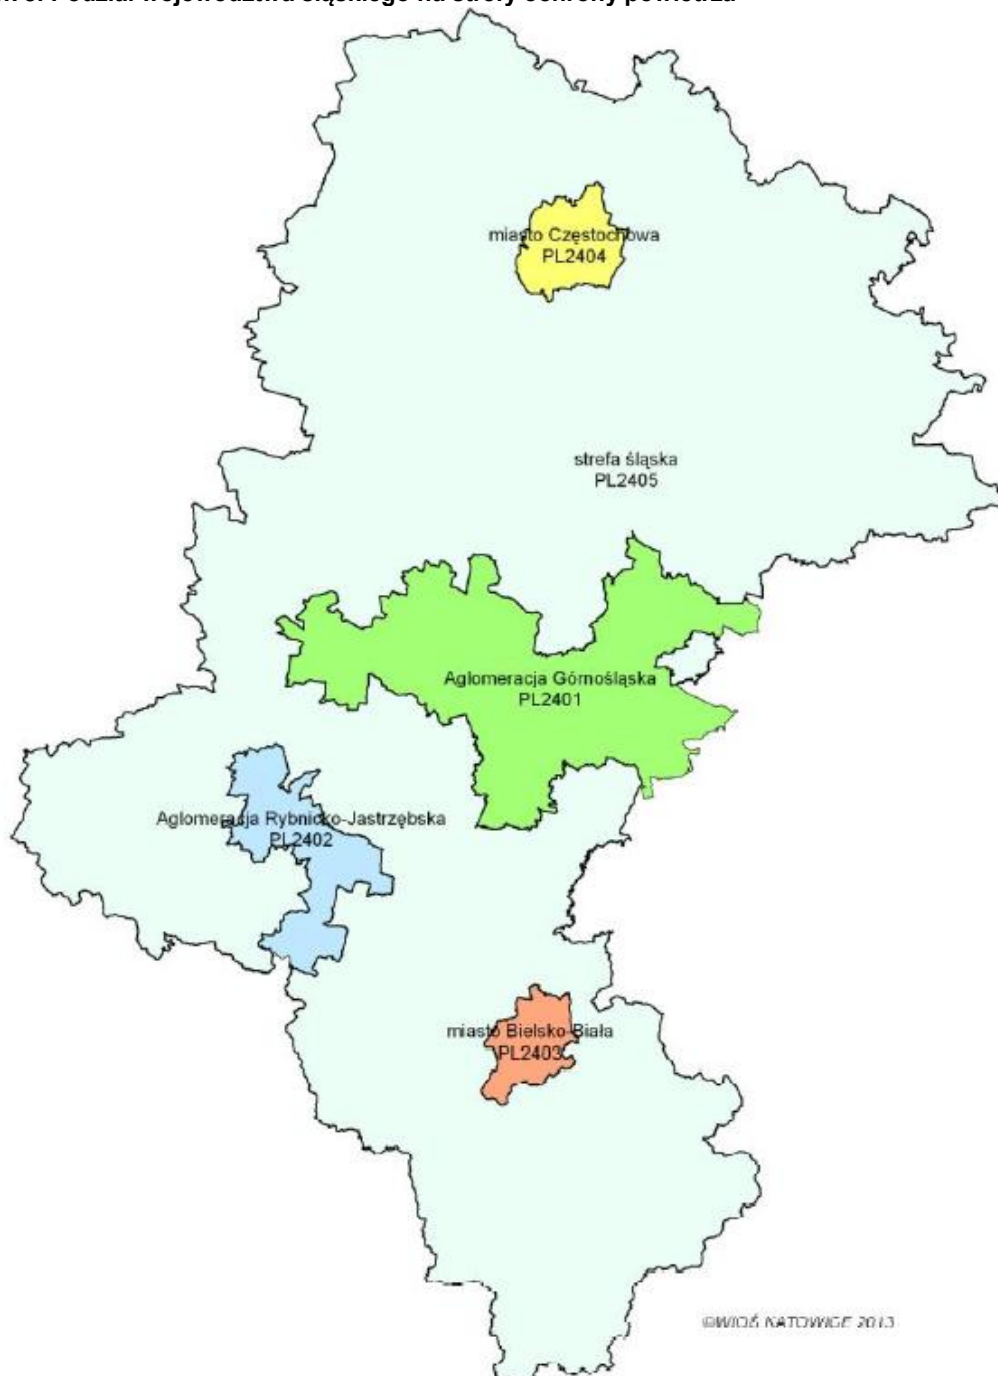 Podział województwa śląskiego na strefy ochrony powietrza
miasto Częstochowa
PL2404
strefa śląska
PL2405
Aglomeracja Górnośląska
PL2401
Aglomeracja Rybnicko-Jastrzębska
PL2402
miasto Bielsko-Biała
PL2403
©WIOŚ KATOWICE 2013